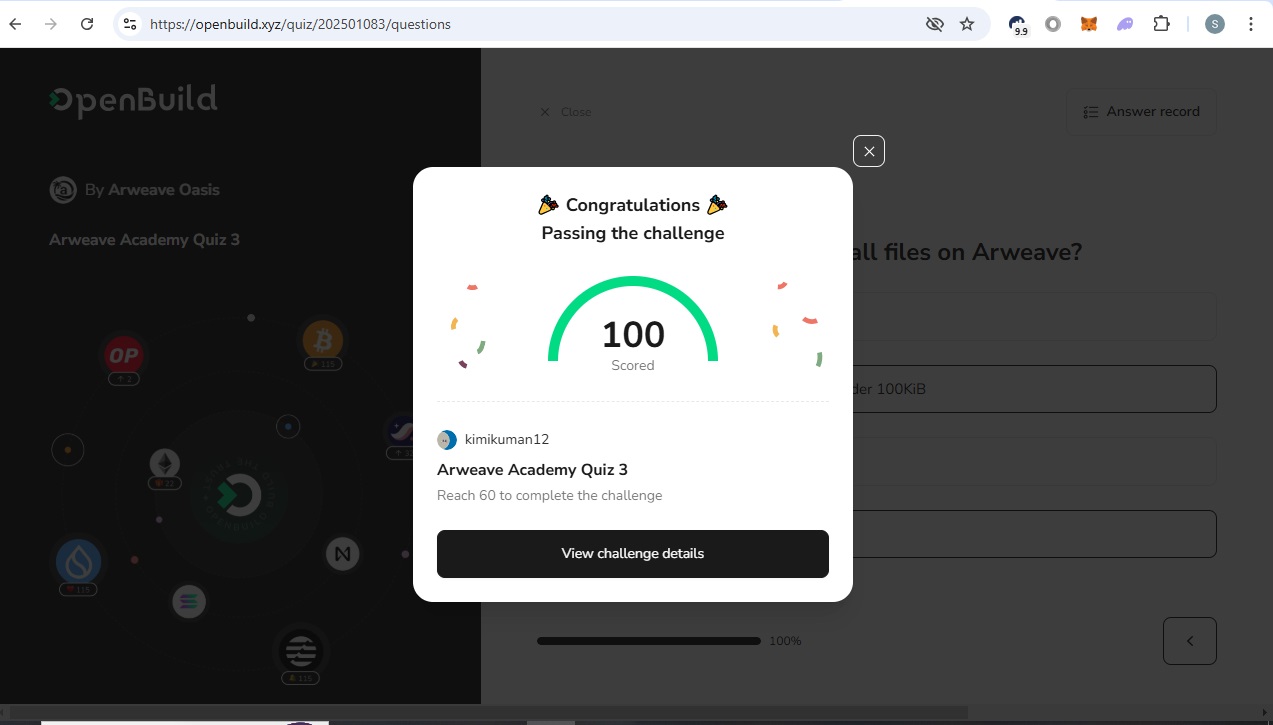 https://openbuild.xyz/quiz/202501083/questions
9.9
S
OpenBuild
By Arweave Oasis
Arweave Academy Quiz 3
Close
Answer record
all files on Arweave?
der 100KiB
🎉 Congratulations 🎉
Passing the challenge
100
Scored
kimikuman12
Arweave Academy Quiz 3
Reach 60 to complete the challenge
View challenge details
100%
OP
2
115
22
115
115